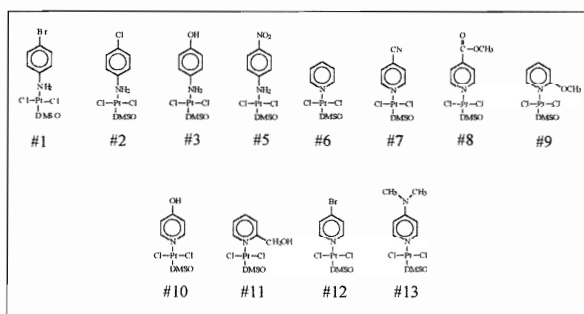 Br Cl OH NO₂ CN O C OCH₃
NH₂ NH₂ NH₂ NH₂ N N N N OCH₃
Cl-Pt-Cl Cl-Pt-Cl Cl-Pt-Cl Cl-Pt-Cl Cl-Pt-Cl Cl-Pt-Cl Cl-Pt-Cl Cl-Pt-Cl
DMSO DMSO DMSO DMSO DMSO DMSO DMSO DMSO
#1 #2 #3 #5 #6 #7 #8 #9
OH Br CH₃ N CH₃
N N CH₂OH N N
Cl-Pt-Cl Cl-Pt-Cl Cl-Pt-Cl Cl-Pt-Cl
DMSO DMSO DMSO DMSO
#10 #11 #12 #13